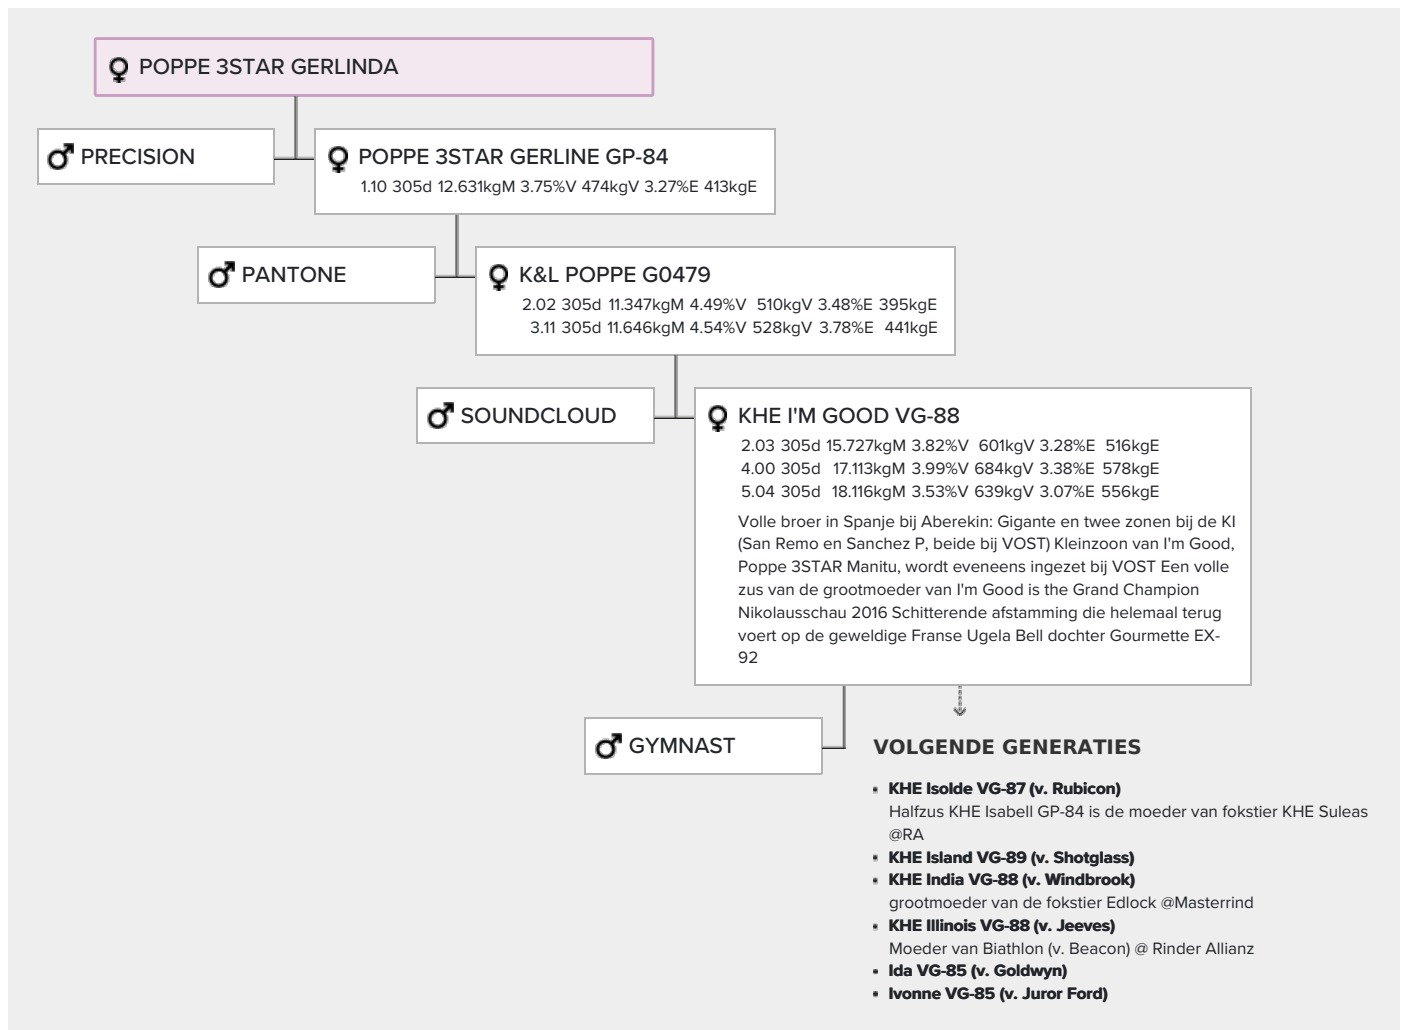 POPPE 3STAR GERLINDA
PRECISION
POPPE 3STAR GERLINE GP-84
1.10 305d 12.631kgM 3.75%V 474kgV 3.27%E 413kgE
PANTONE
K&L POPPE G0479
2.02 305d 11.347kgM 4.49%V 510kgV 3.48%E 395kgE
3.11 305d 11.646kgM 4.54%V 528kgV 3.78%E 441kgE
SOUNDCLOUD
KHE I'M GOOD VG-88
2.03 305d 15.727kgM 3.82%V 601kgV 3.28%E 516kgE
4.00 305d 17.113kgM 3.99%V 684kgV 3.38%E 578kgE
5.04 305d 18.116kgM 3.53%V 639kgV 3.07%E 556kgE
Volle broer in Spanje bij Aberekin: Gigante en twee zonen bij de KI
(San Remo en Sanchez P, beide bij VOST) Kleinzoon van I'm Good,
Poppe 3STAR Manitu, wordt eveneens ingezet bij VOST Een volle
zus van de grootmoeder van I'm Good is the Grand Champion
Nikolausschau 2016 Schitterende afstamming die helemaal terug
voert op de geweldige Franse Ugela Bell dochter Gourmette EX-
92
GYMNAST
VOLGENDE GENERATIES
KHE Isolde VG-87 (v. Rubicon)
Halfzus KHE Isabell GP-84 is de moeder van fokstier KHE Suleas
@RA
KHE Island VG-89 (v. Shotglass)
KHE India VG-88 (v. Windbrook)
grootmoeder van de fokstier Edlock @Masterrind
KHE Illinois VG-88 (v. Jeeves)
Moeder van Biathlon (v. Beacon) @ Rinder Allianz
Ida VG-85 (v. Goldwyn)
Ivonne VG-85 (v. Juror Ford)